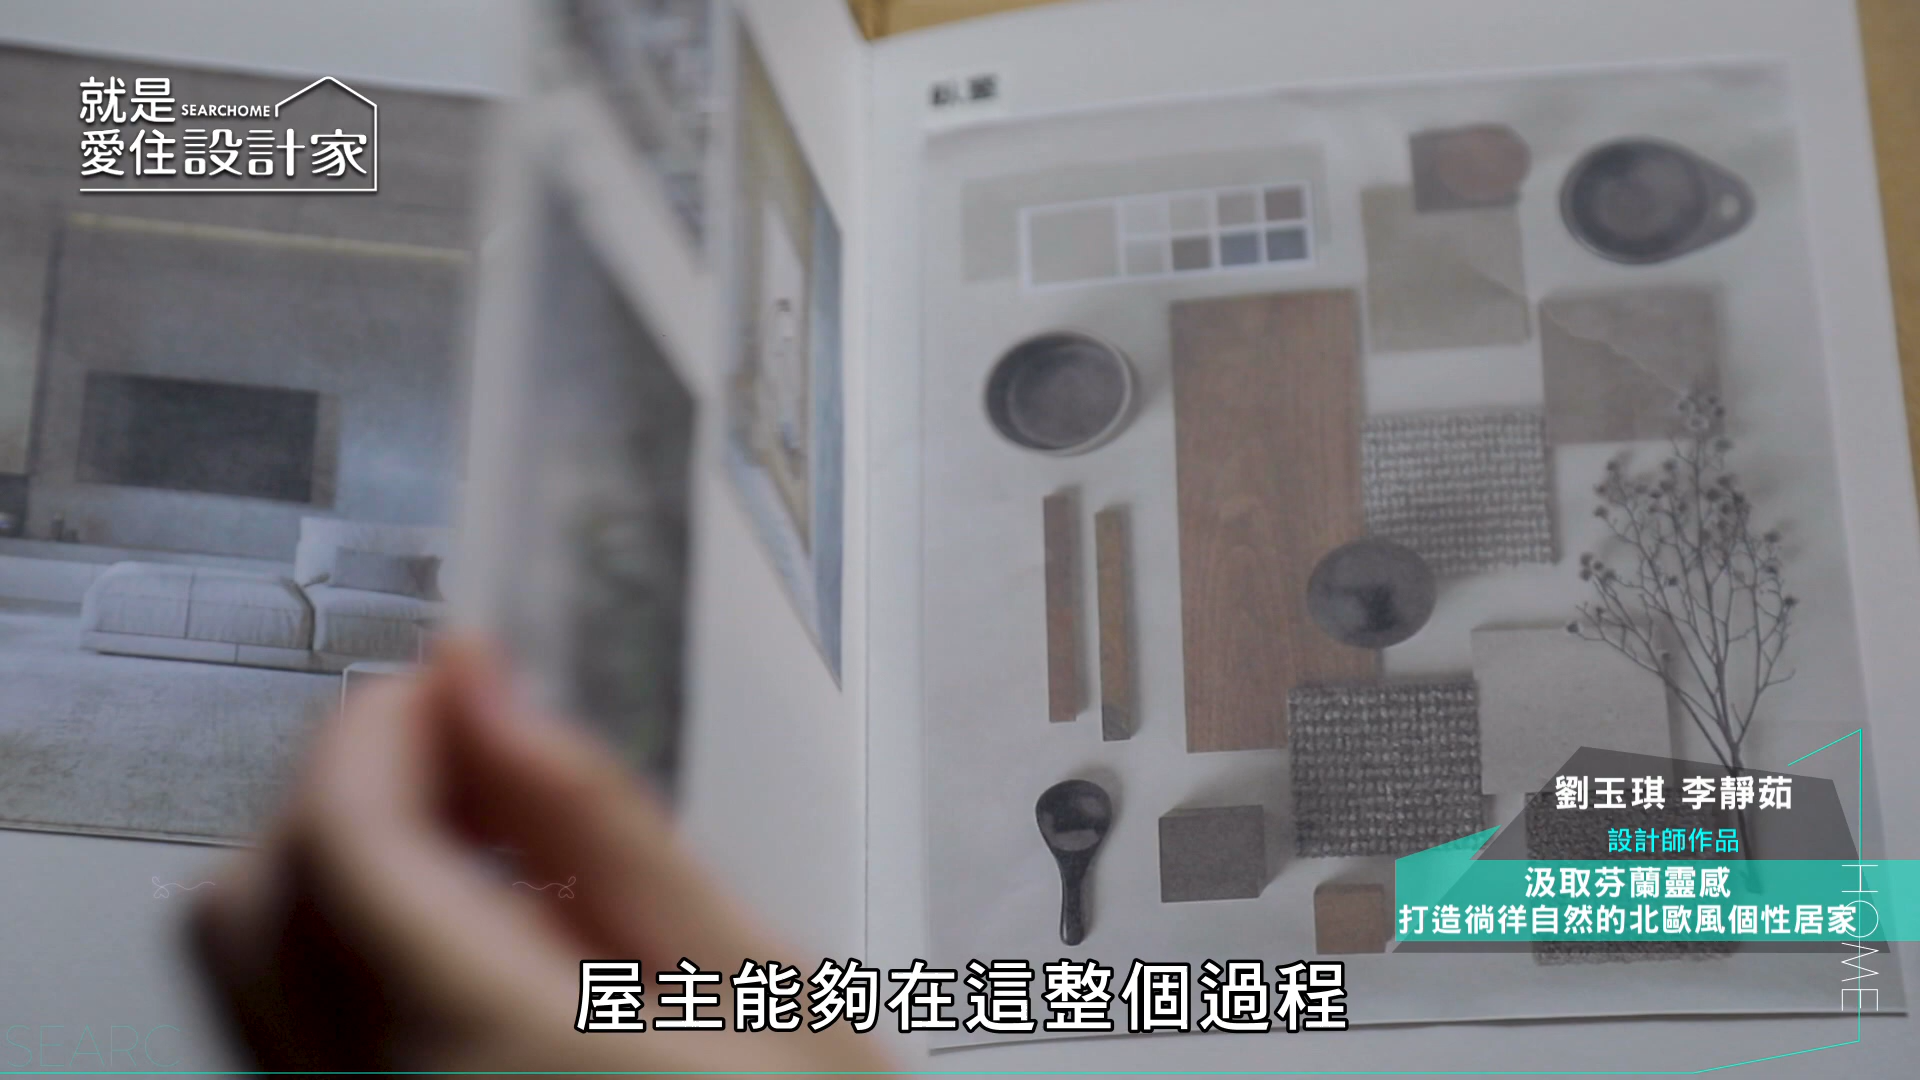 就是
SEARCHOME
愛住設計家
劉玉琪 李靜茹
設計師作品
汲取芬蘭靈感
打造徜徉自然的北歐風個性居家
HOME
屋主能夠在這整個過程
SEARC